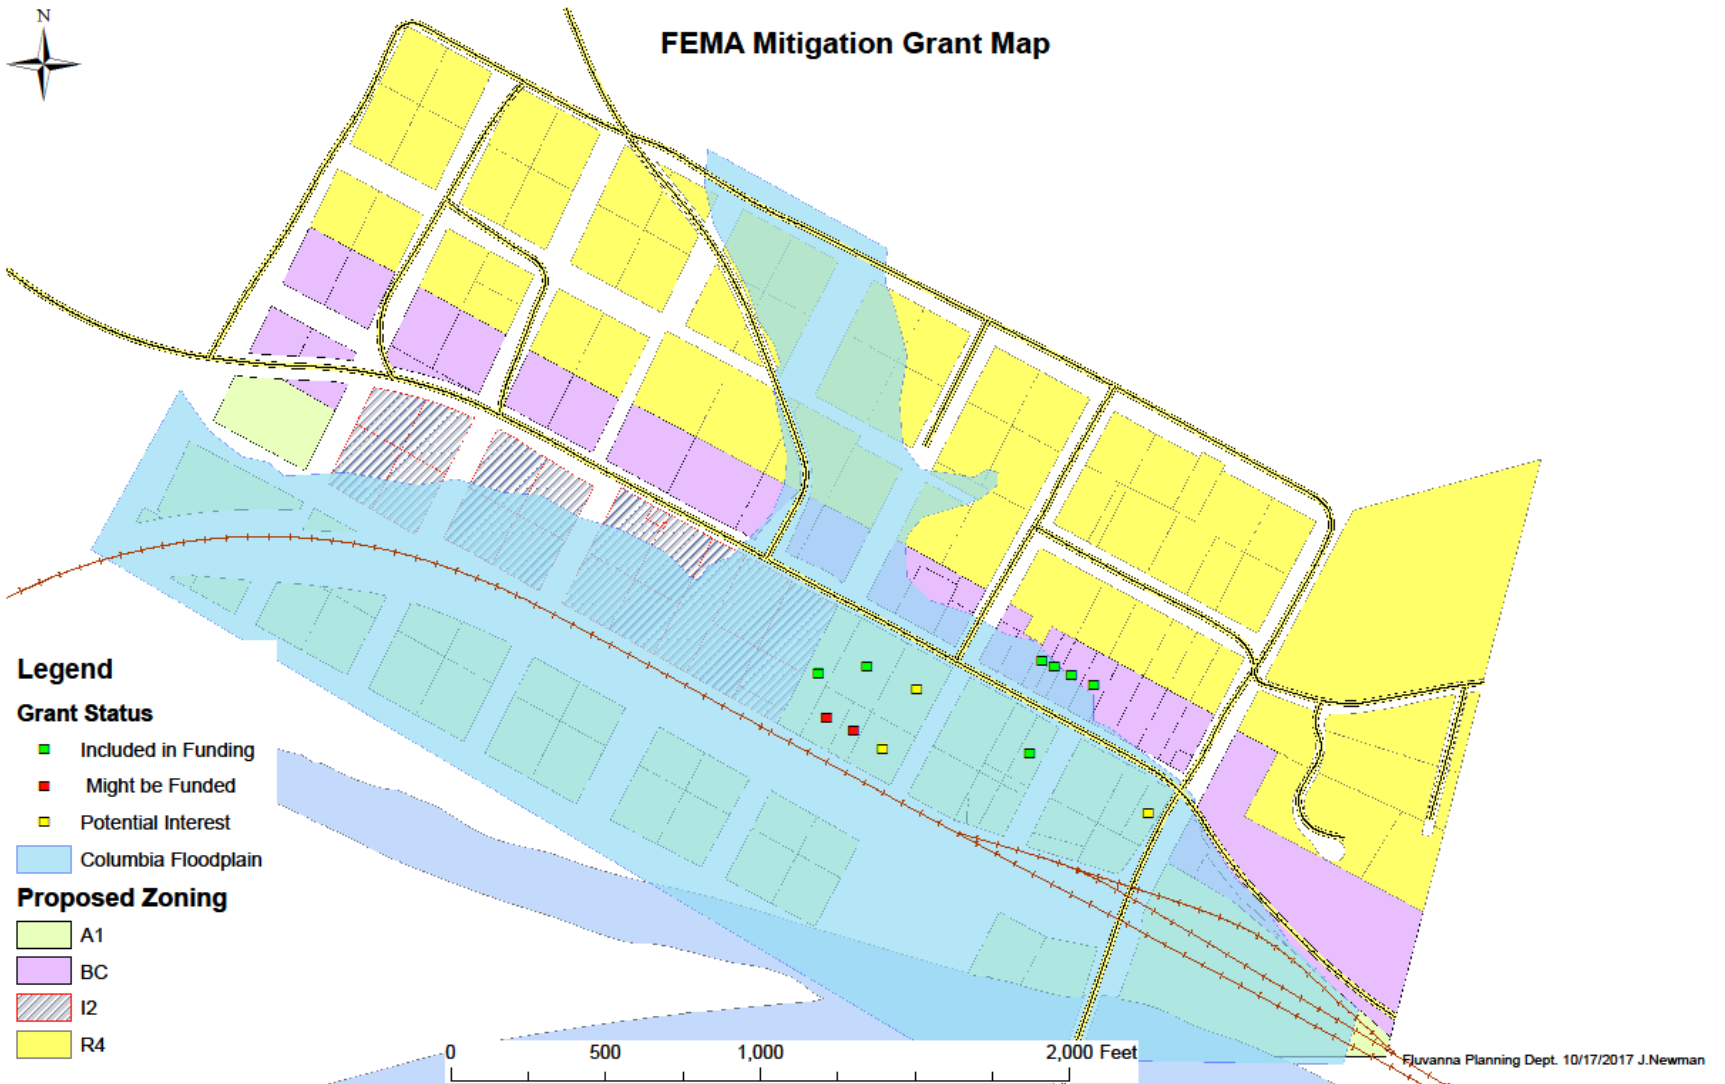 N
FEMA Mitigation Grant Map
Legend
Grant Status
Included in Funding
Might be Funded
Potential Interest
Columbia Floodplain
Proposed Zoning
A1
BC
I2
R4
0 500 1,000 2,000 Feet
Fluvanna Planning Dept. 10/17/2017 J.Newman